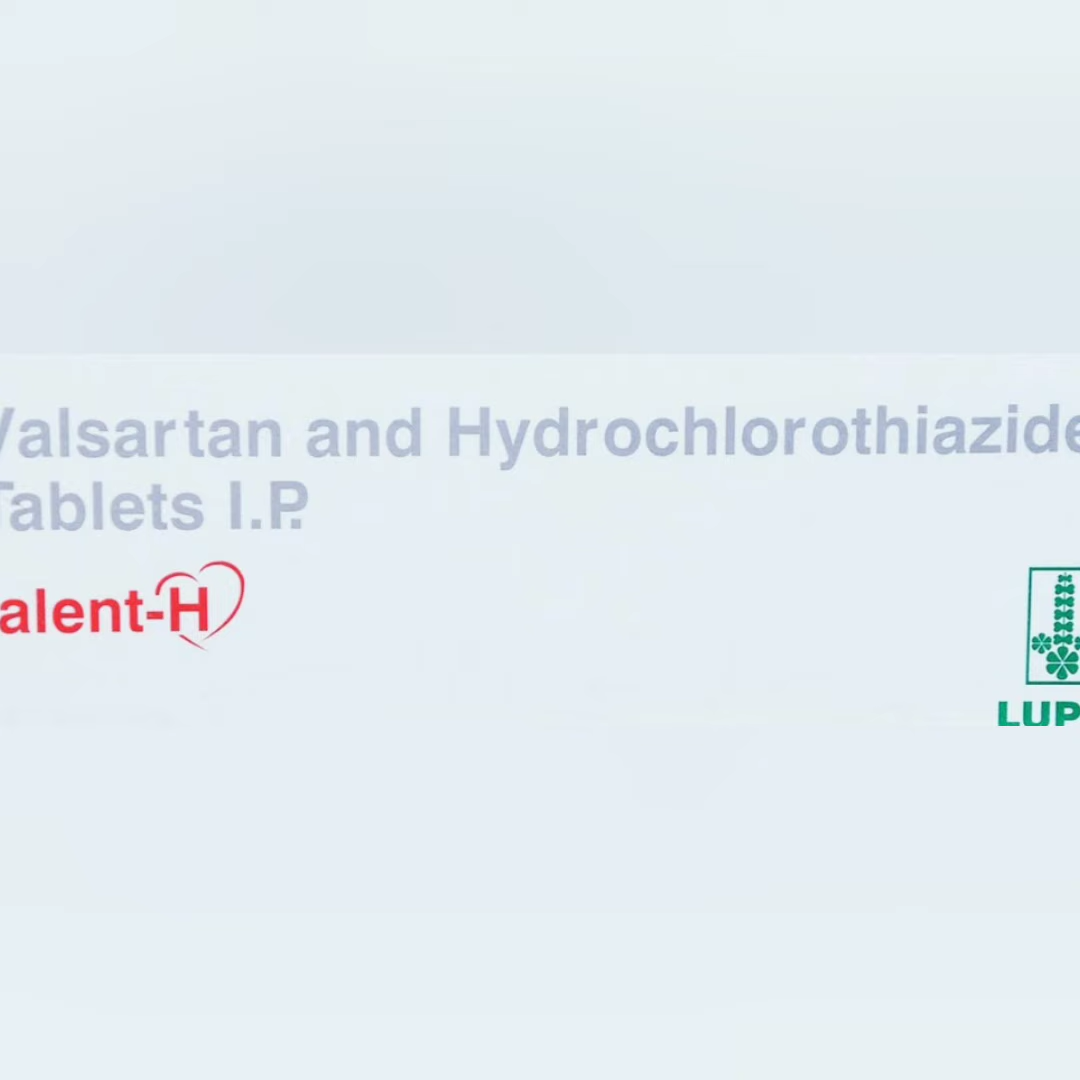 Valsartan and Hydrochlorothiazide
Tablets I.P.
alent-H
LUP